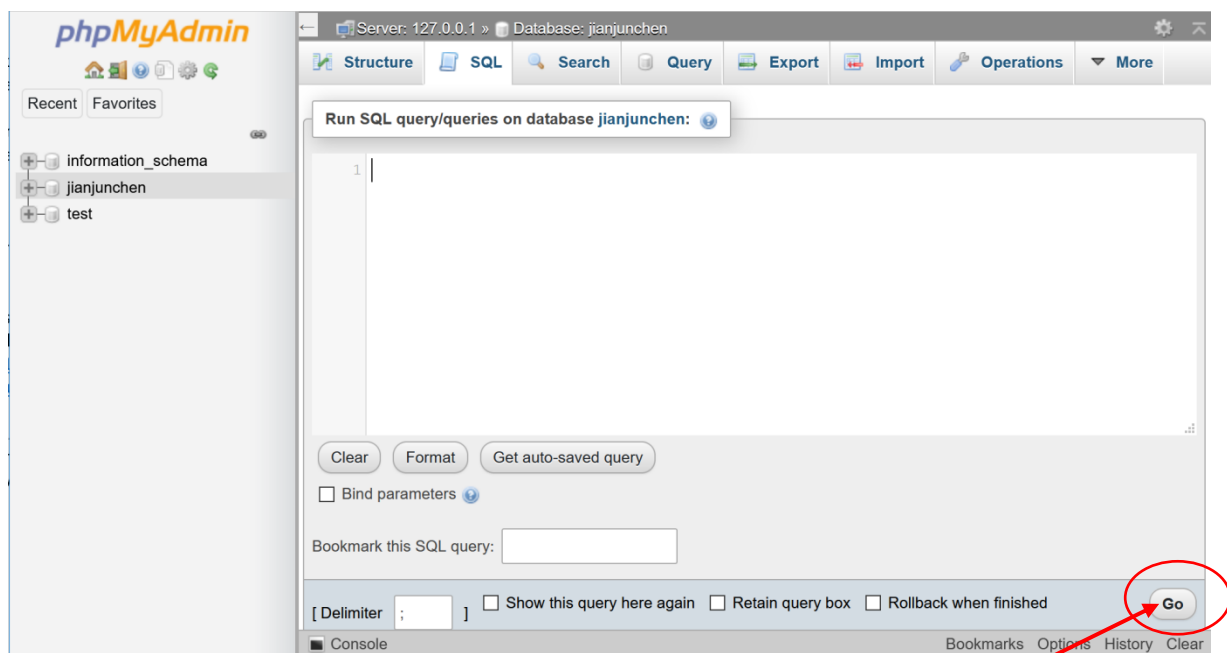 phpMyAdmin
Recent Favorites
information_schema
jianjunchen
test
Server: 127.0.0.1 » Database: jianjunchen
Structure SQL Search Query Export Import Operations More
Run SQL query/queries on database jianjunchen:
1
Clear Format Get auto-saved query
Bind parameters
Bookmark this SQL query:
[ Delimiter ; ] Show this query here again Retain query box Rollback when finished Go
Console Bookmarks Options History Clear